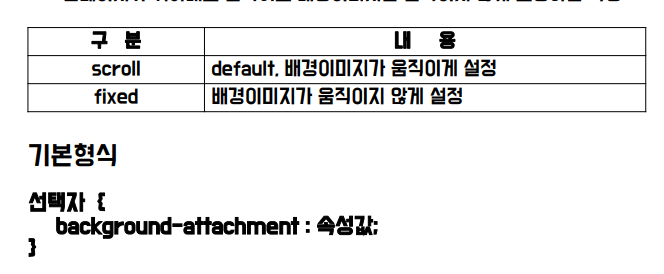 구 분 내 용
scroll default, 배경이미지가 움직이게 설정
fixed 배경이미지가 움직이지 않게 설정
기본형식
선택자 {
background-attachment : 속성값;
}